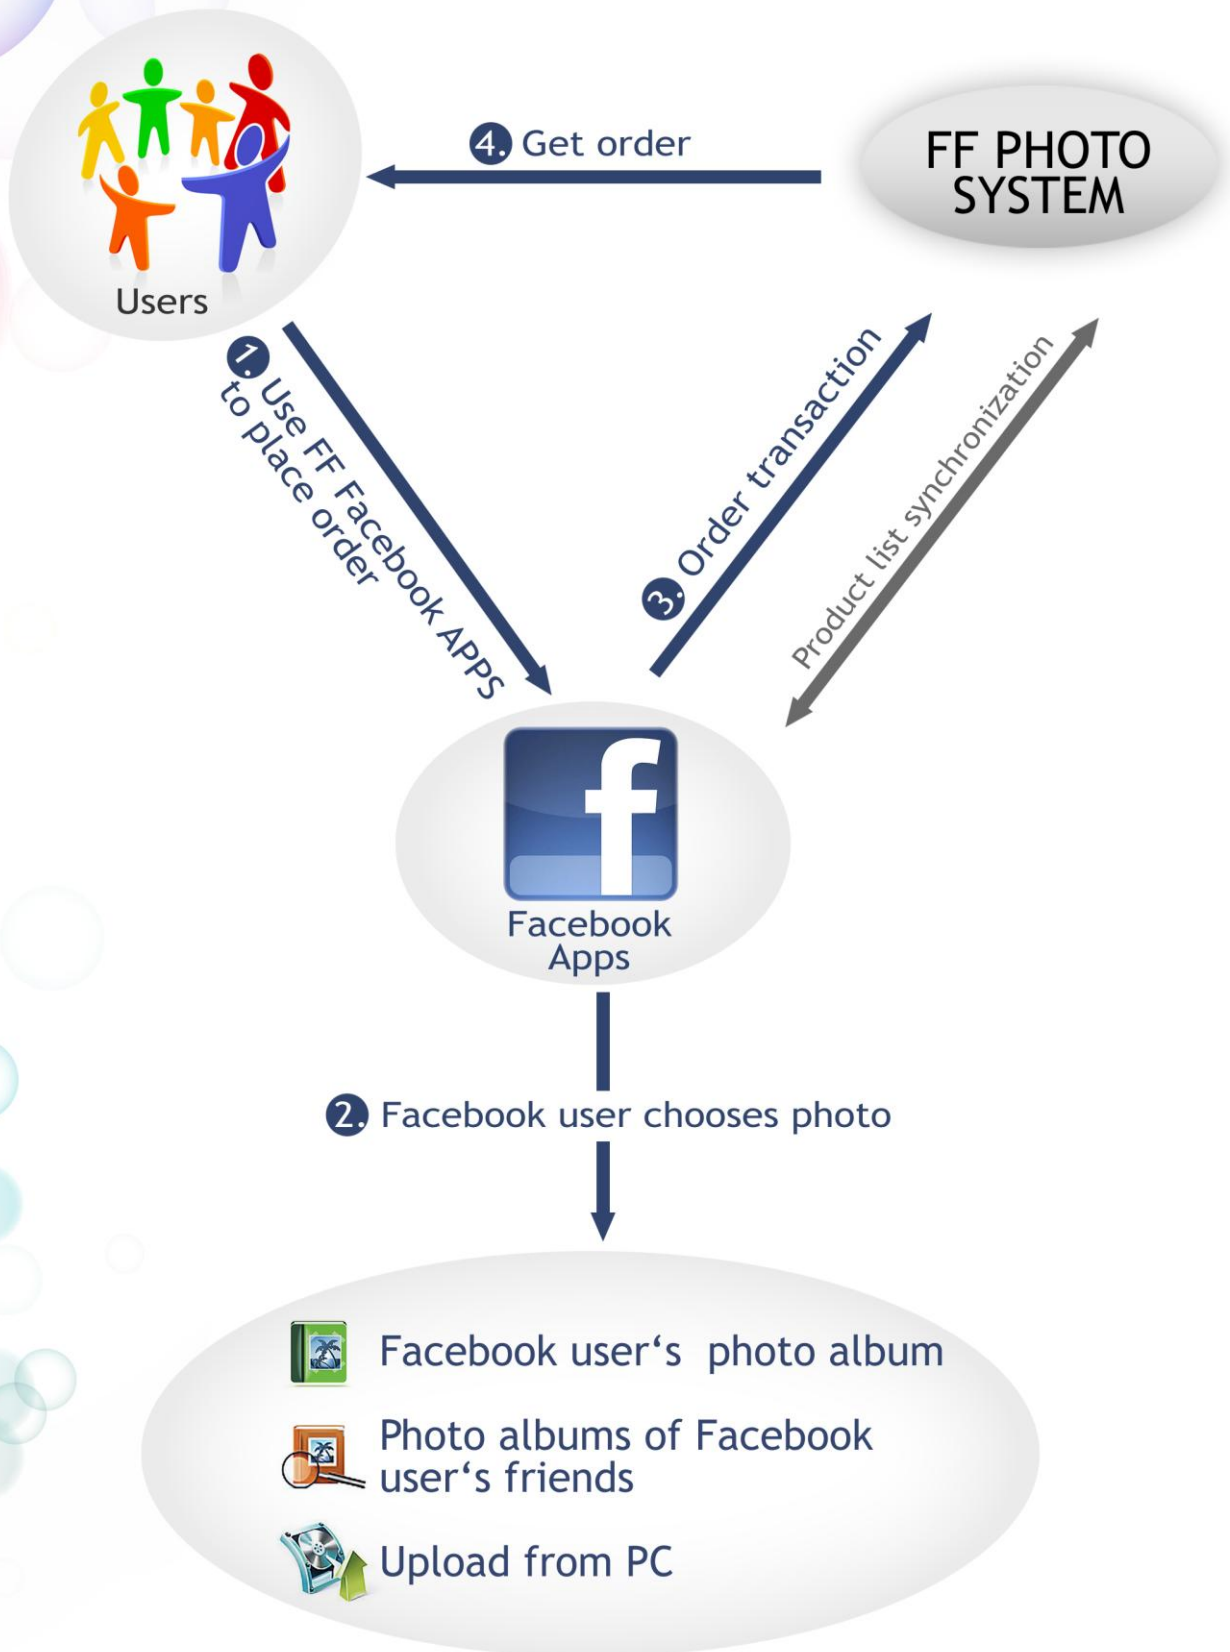 4. Get order
FF PHOTO
SYSTEM
Users
1. Use FF Facebook APPS
to place order
3. Order transaction
Product list synchronization
f
Facebook
Apps
2. Facebook user chooses photo
Facebook user‘s photo album
Photo albums of Facebook
user‘s friends
Upload from PC